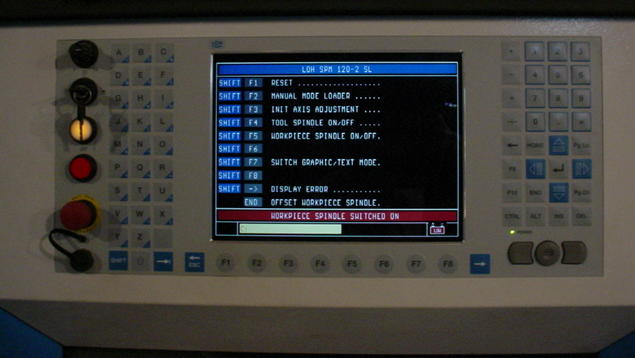 LOH SPM 120-2 SL
SHIFT F1 RESET ..................
SHIFT F2 MANUAL MODE LOADER ......
SHIFT F3 INIT AXIS ADJUSTMENT ....
SHIFT F4 TOOL SPINDLE ON/OFF .....
SHIFT F5 WORKPIECE SPINDLE ON/OFF.
SHIFT F6
SHIFT F7 SWITCH GRAPHIC/TEXT MODE.
SHIFT F8
SHIFT -> DISPLAY ERROR ...........
END OFFSET WORKPIECE SPINDLE.
WORKPIECE SPINDLE SWITCHED ON
LOH
A B C
D E F
G H I
J K L
M N O
P Q R
S T U
V W X
Y Z
SHIFT
ESC F1 F2 F3 F4 F5 F6 F7 F8
HOME
END
CTRL ALT INS DEL
POWER